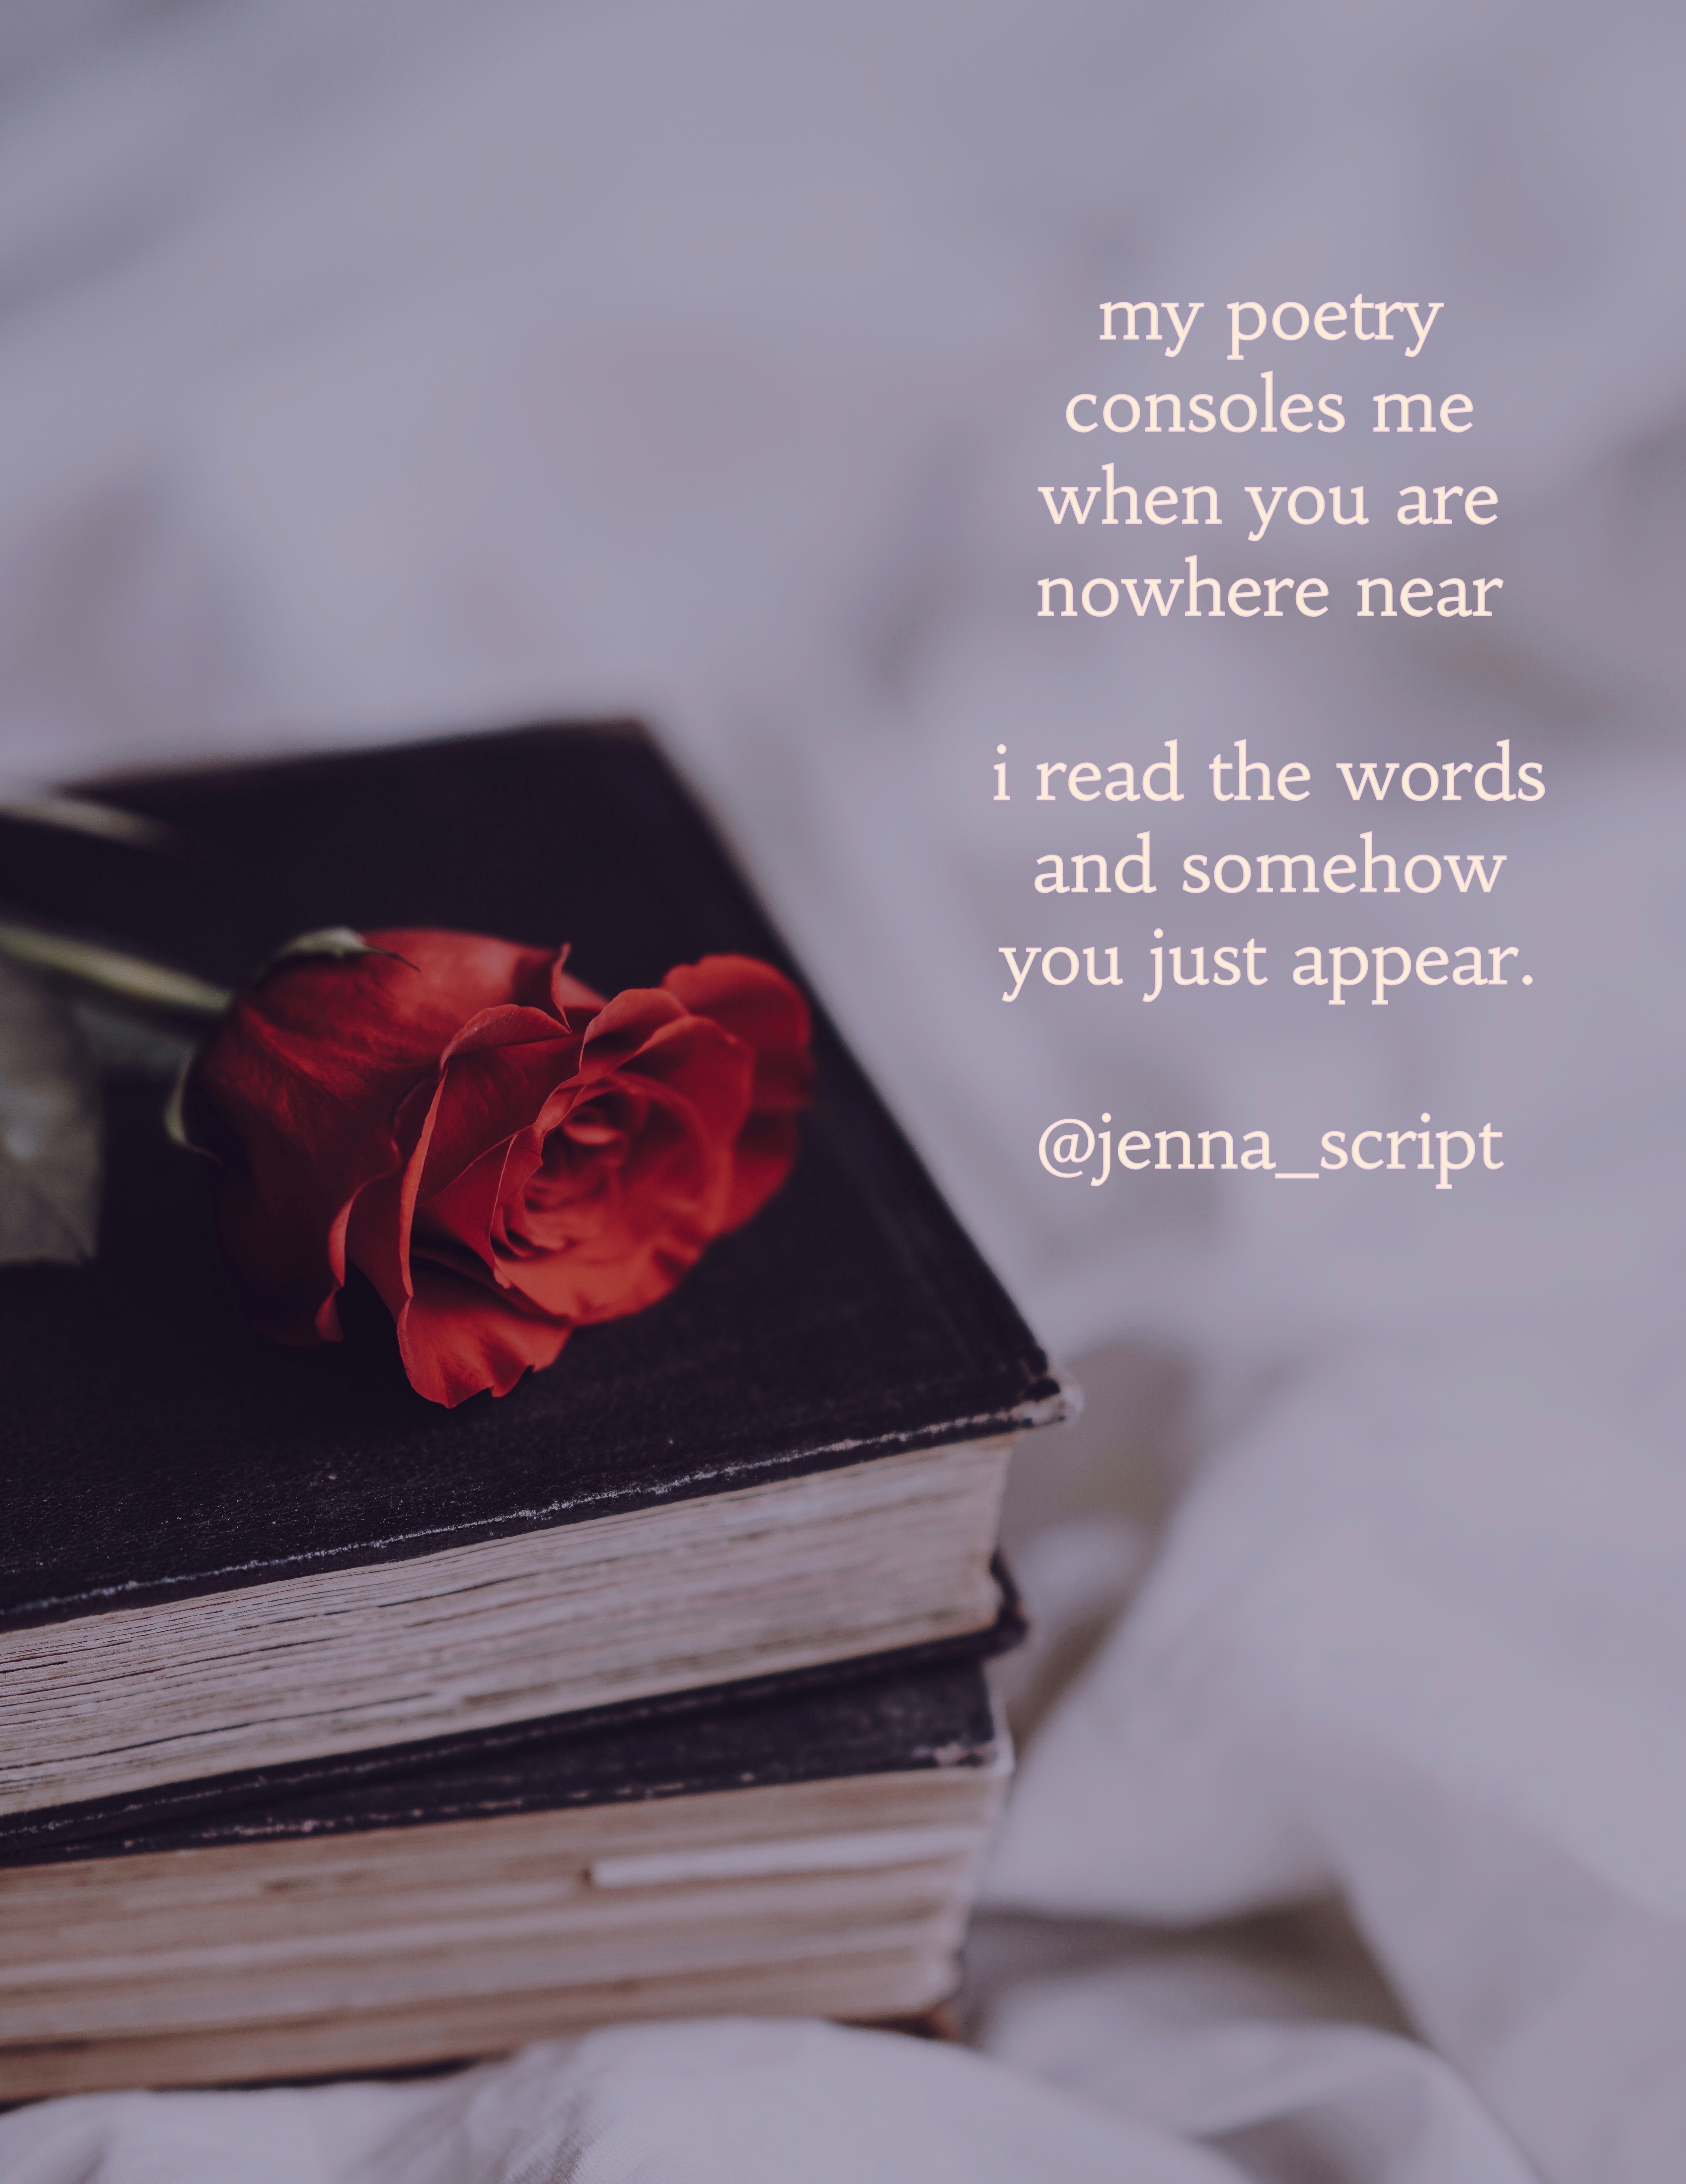 my poetry
consoles me
when you are
nowhere near
i read the words
and somehow
you just appear.
@jenna_script